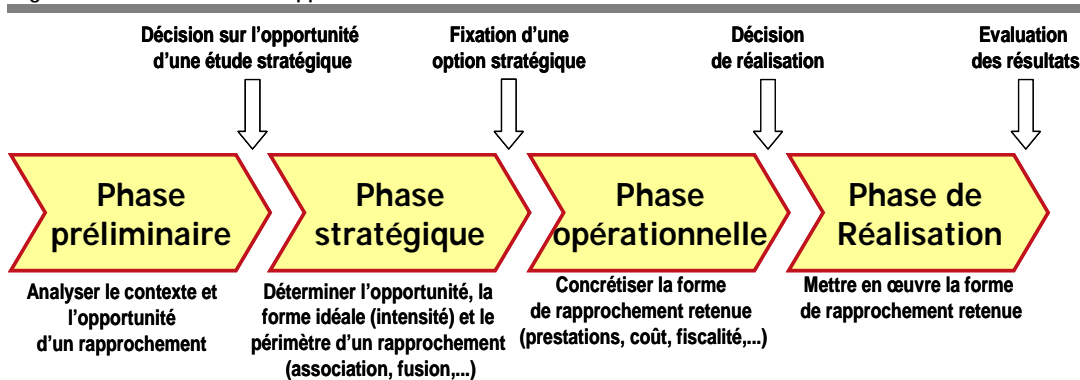 Décision sur l'opportunité
d'une étude stratégique
Fixation d'une
option stratégique
Décision
de réalisation
Evaluation
des résultats
Phase
préliminaire
Phase
stratégique
Phase
opérationnelle
Phase de
Réalisation
Analyser le contexte et
l'opportunité
d'un rapprochement
Déterminer l'opportunité, la
forme idéale (intensité) et le
périmètre d'un rapprochement
(association, fusion,...)
Concrétiser la forme
de rapprochement retenue
(prestations, coût, fiscalité,...)
Mettre en œuvre la forme
de rapprochement retenue